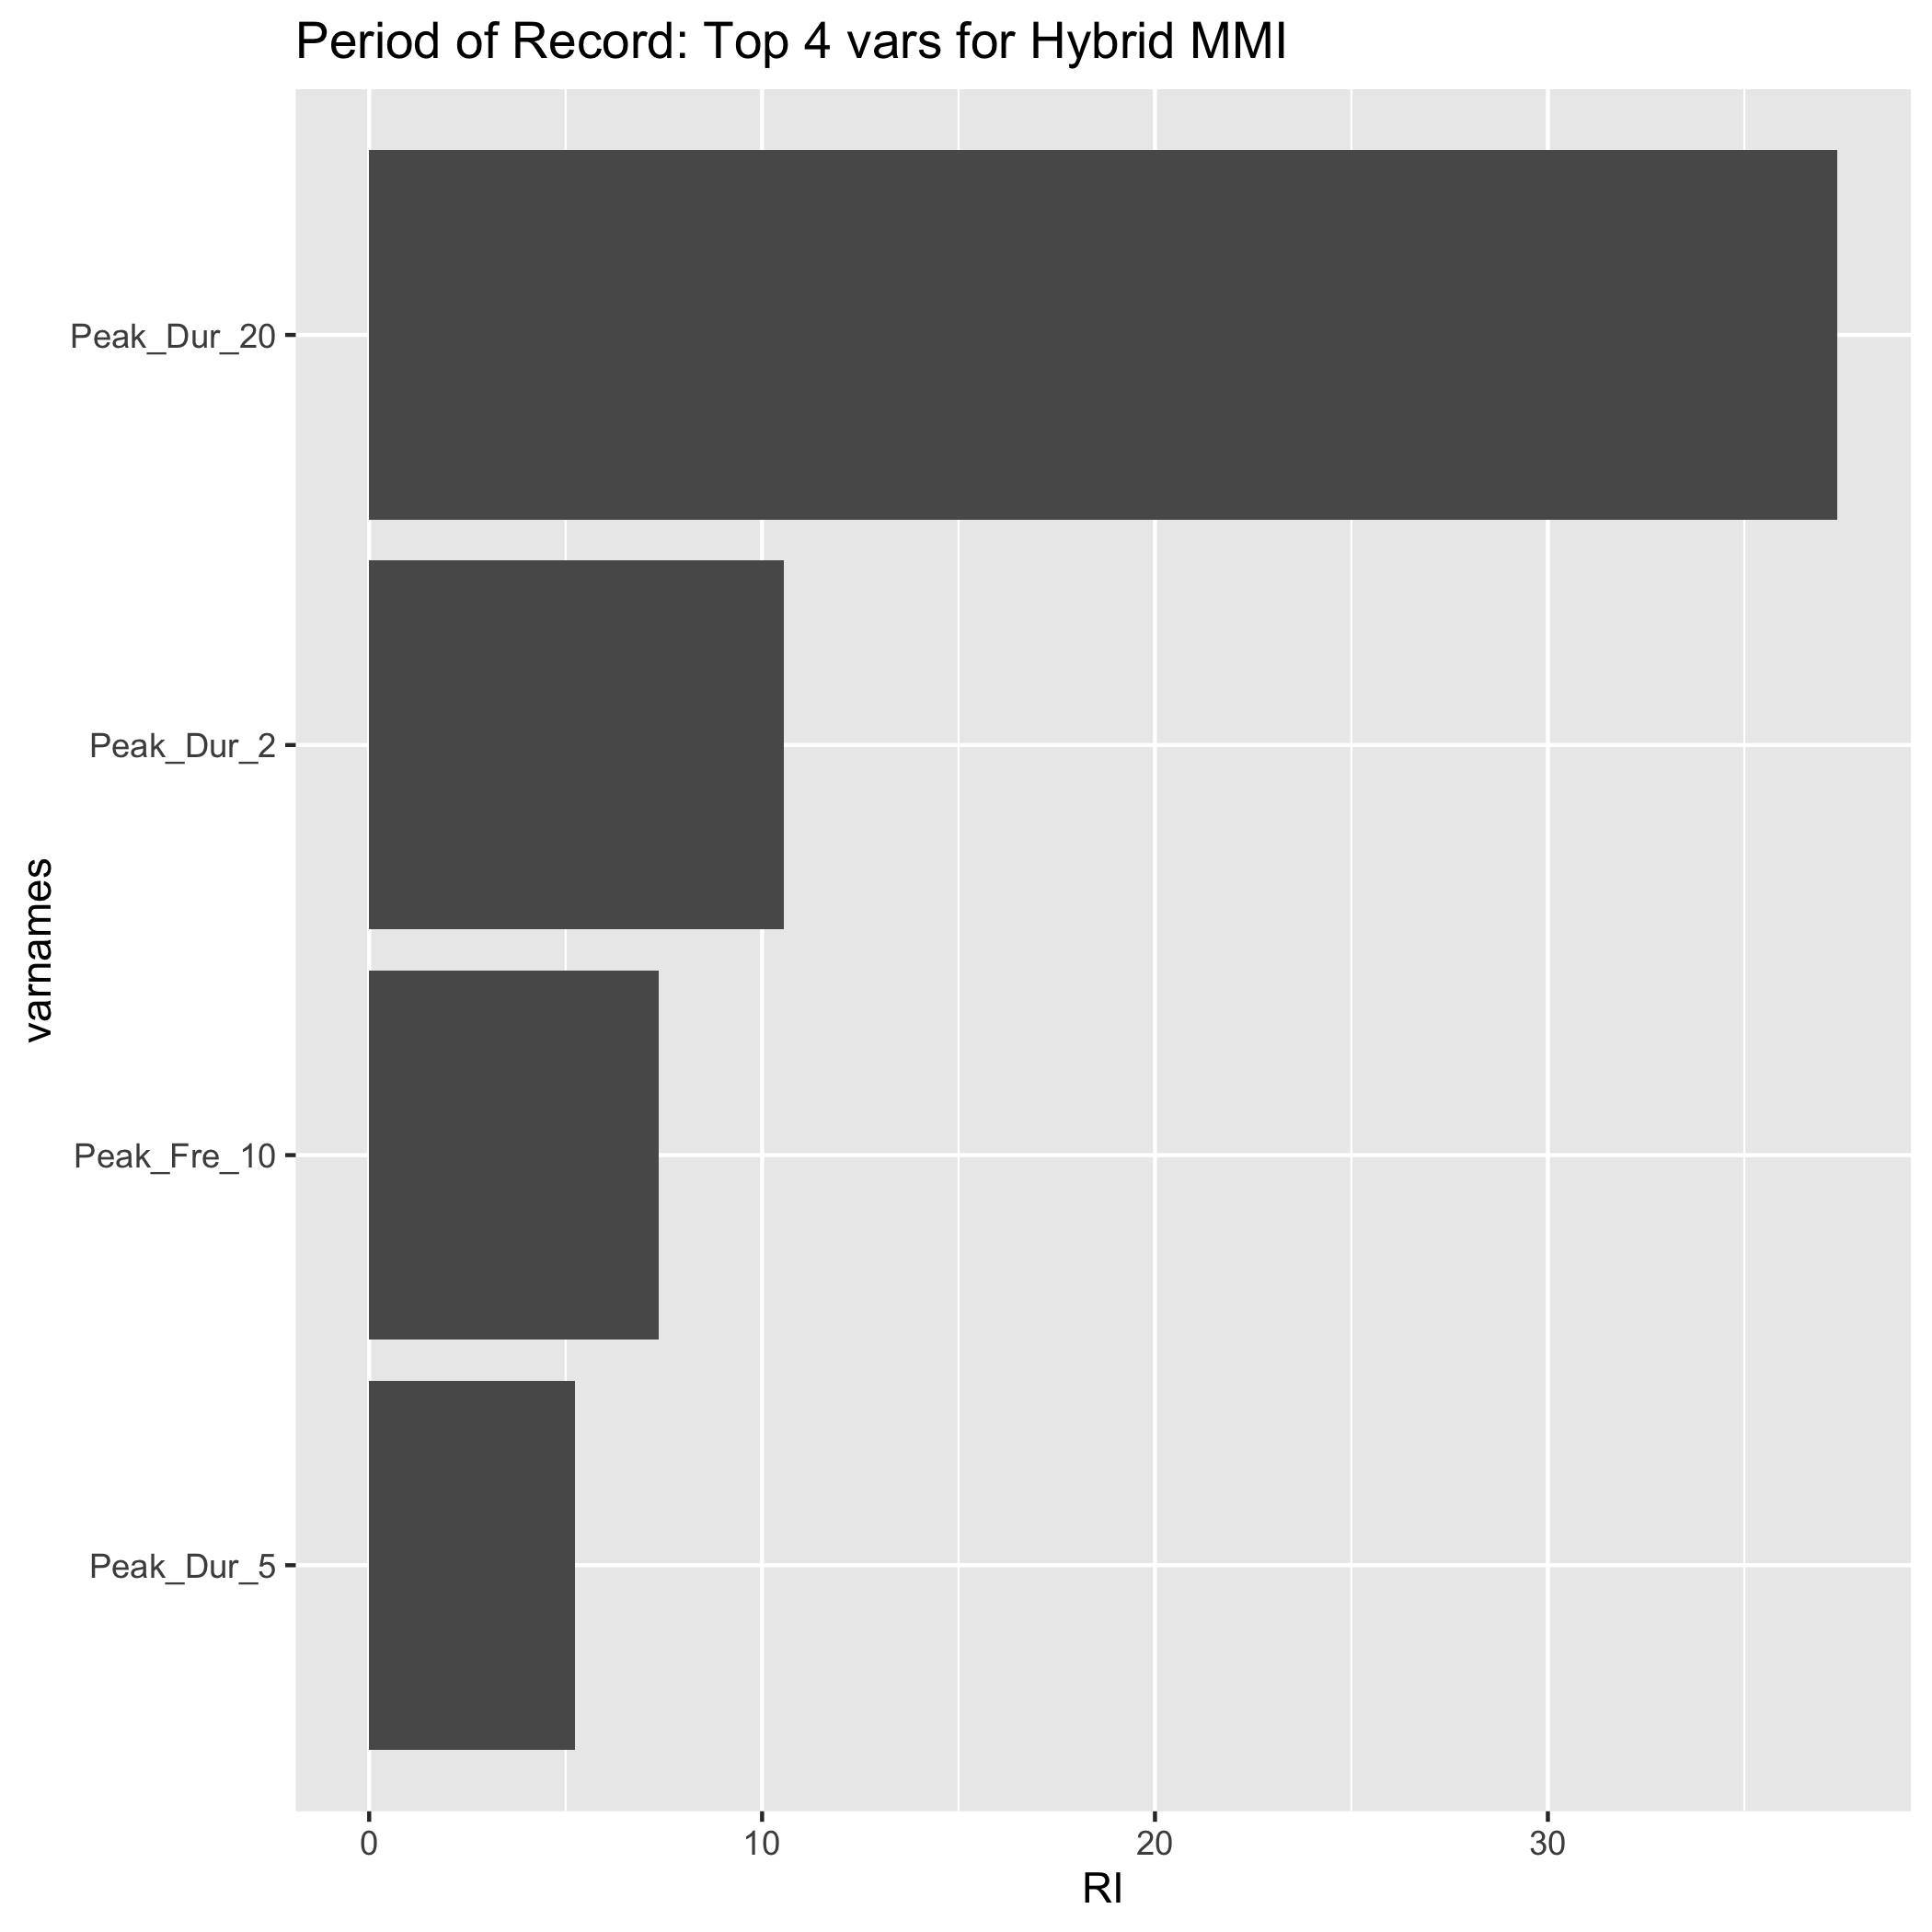 Period of Record: Top 4 vars for Hybrid MMI
varnames
Peak_Dur_20
Peak_Dur_2
Peak_Fre_10
Peak_Dur_5
0 10 20 30
RI